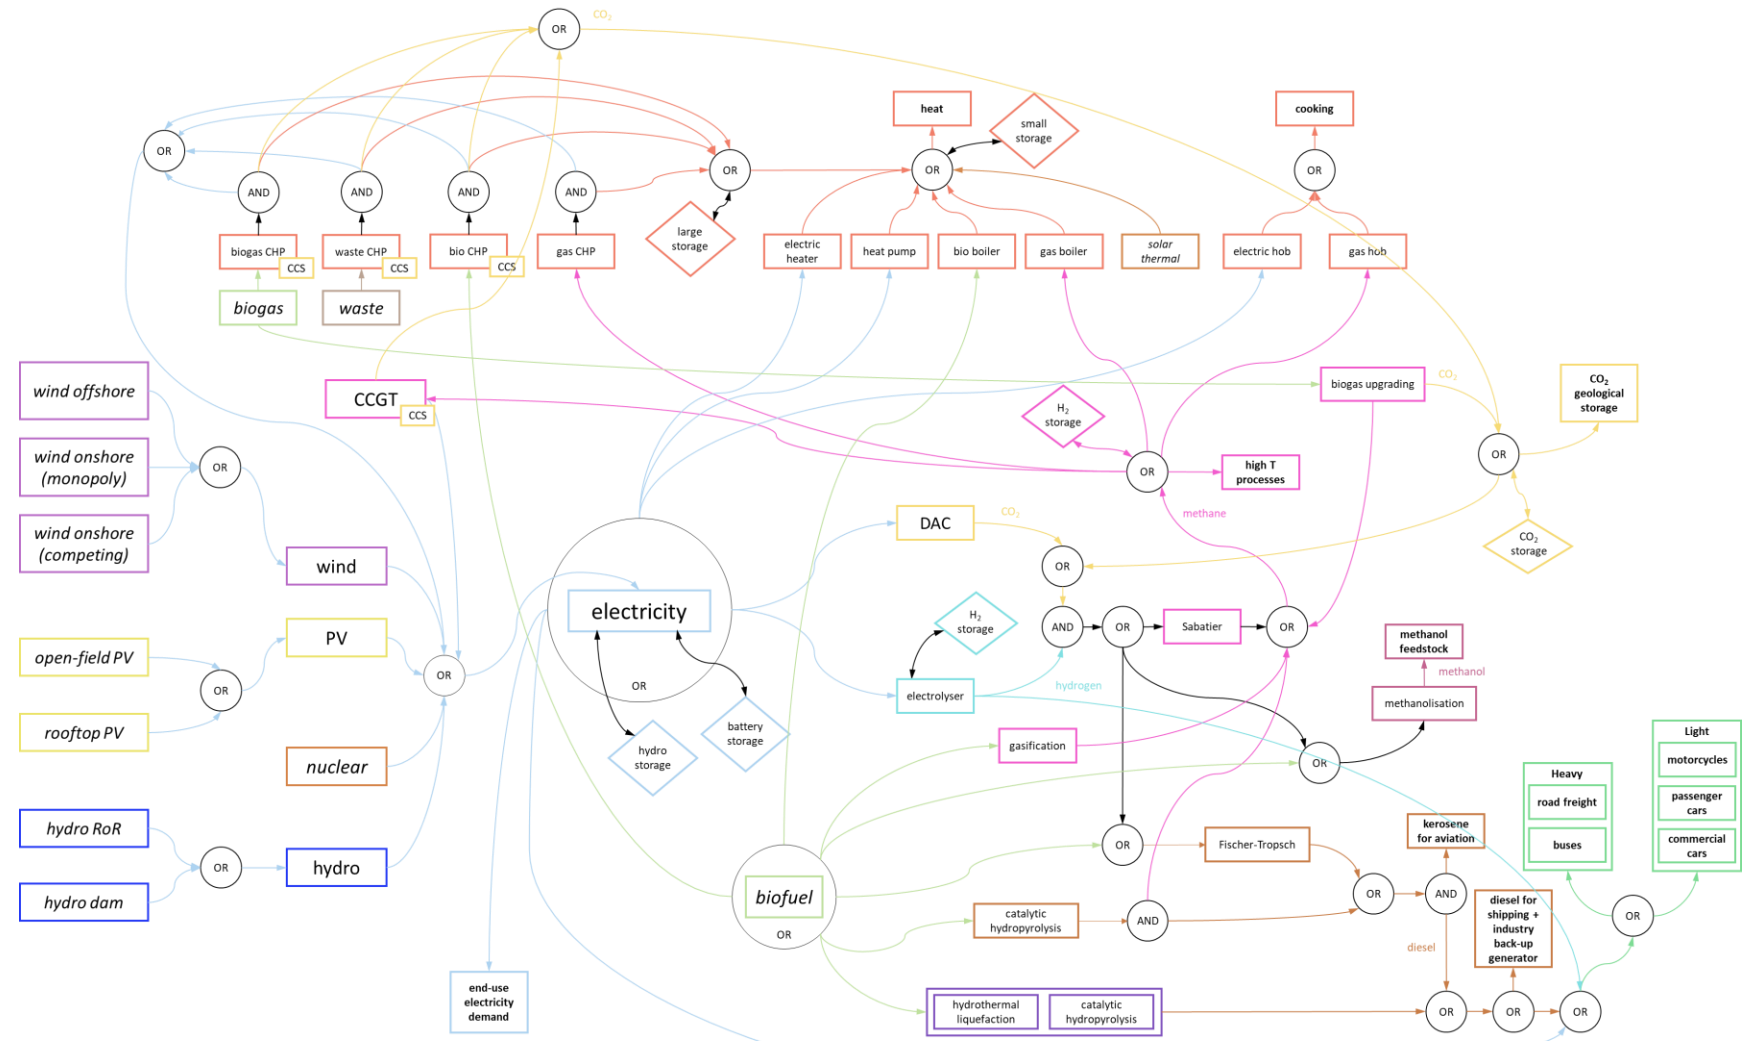 CO₂
OR
heat
small
storage
cooking
OR
OR
OR
OR
AND
AND
AND
AND
large
storage
biogas CHP
CCS
waste CHP
CCS
bio CHP
CCS
gas CHP
electric
heater
heat pump
bio boiler
gas boiler
solar
thermal
electric hob
gas hob
biogas
waste
wind offshore
CCGT
CCS
biogas upgrading
CO₂
CO₂
geological
storage
H₂
storage
wind onshore
(monopoly)
OR
OR
high T
processes
OR
methane
wind onshore
(competing)
DAC
CO₂
CO₂
storage
wind
OR
electricity
OR
H₂
storage
AND
OR
Sabatier
OR
open-field PV
PV
OR
OR
rooftop PV
electrolyser
hydrogen
methanol
feedstock
methanol
methanolisation
hydro
storage
battery
storage
gasification
OR
nuclear
Light
motorcycles
passenger
cars
commercial
cars
Heavy
road freight
buses
hydro RoR
OR
hydro
hydro dam
OR
Fischer-Tropsch
kerosene
for aviation
biofuel
OR
catalytic
hydropyrolysis
AND
OR
AND
diesel
diesel for
shipping +
industry
back-up
generator
OR
end-use
electricity
demand
hydrothermal
liquefaction
catalytic
hydropyrolysis
OR
OR
OR